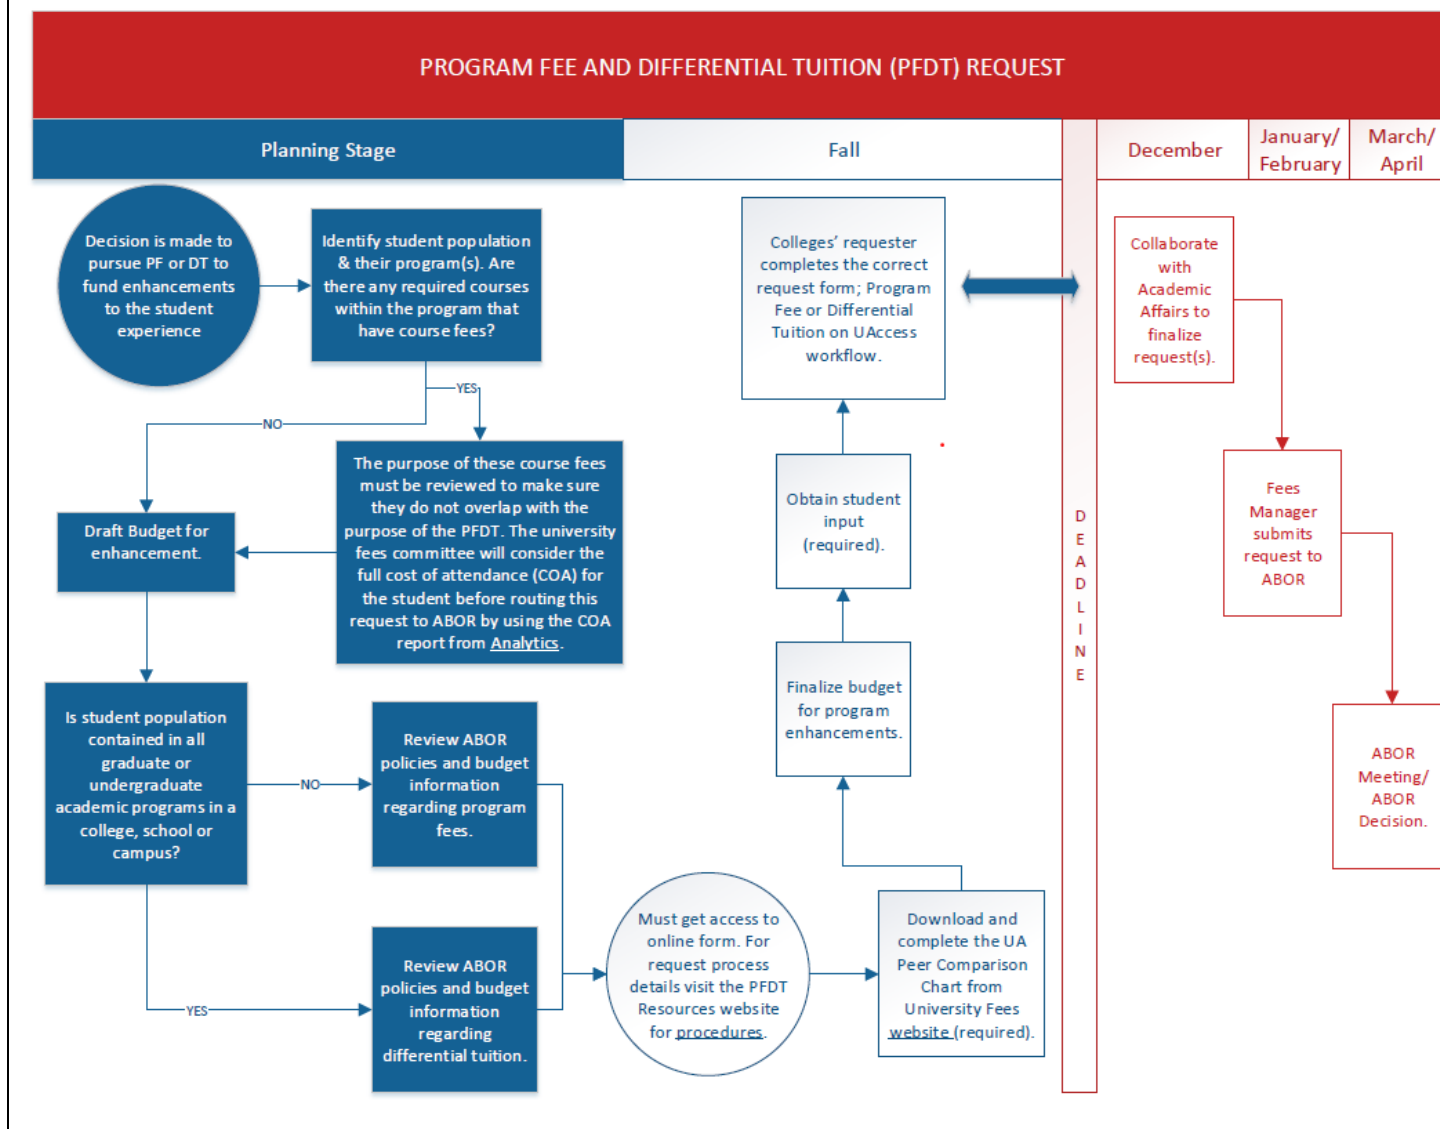 PROGRAM FEE AND DIFFERENTIAL TUITION (PFDT) REQUEST
Planning Stage
Fall
December
January/
February
March/
April
Decision is made to
pursue PF or DT to
fund enhancements
to the student
experience
Identify student population
& their program(s). Are
there any required courses
within the program that
have course fees?
YES
NO
The purpose of these course fees
must be reviewed to make sure
they do not overlap with the
purpose of the PFDT. The university
fees committee will consider the
full cost of attendance (COA) for
the student before routing this
request to ABOR by using the COA
report from Analytics.
Draft Budget for
enhancement.
Is student population
contained in all
graduate or
undergraduate
academic programs in a
college, school or
campus?
NO
Review ABOR
policies and budget
information
regarding program
fees.
YES
Review ABOR
policies and budget
information
regarding
differential tuition.
Must get access to
online form. For
request process
details visit the PFDT
Resources website
for procedures.
Download and
complete the UA
Peer Comparison
Chart from
University Fees
website (required).
Finalize budget
for program
enhancements.
Obtain student
input
(required).
Colleges' requester
completes the correct
request form; Program
Fee or Differential
Tuition on UAccess
workflow.
D
E
A
D
L
I
N
E
Collaborate
with
Academic
Affairs to
finalize
request(s).
Fees
Manager
submits
request to
ABOR
ABOR
Meeting/
ABOR
Decision.